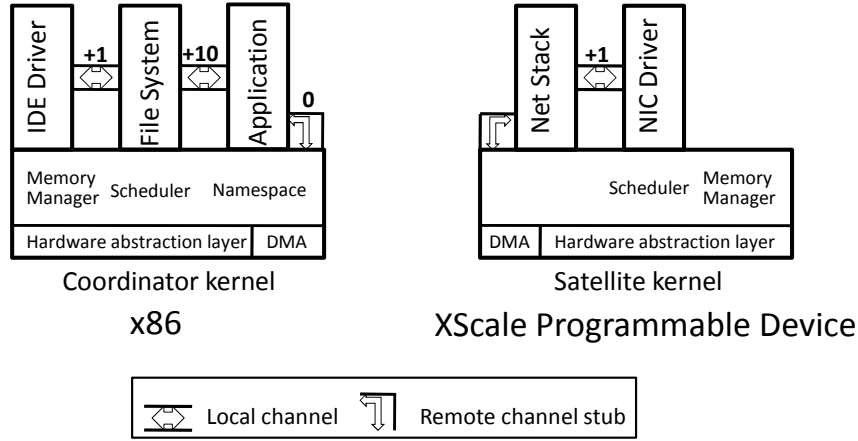 IDE Driver
+1
File System
+10
Application
0
Memory
Manager
Scheduler
Namespace
Hardware abstraction layer
DMA
Coordinator kernel
x86
Net Stack
+1
NIC Driver
Scheduler
Memory
Manager
DMA
Hardware abstraction layer
Satellite kernel
XScale Programmable Device
Local channel
Remote channel stub